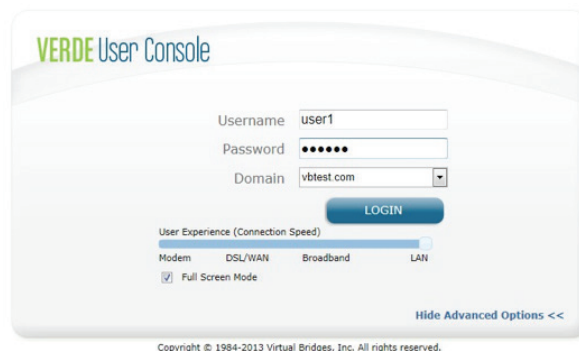 VERDE User Console
Username user1
Password ••••••
Domain vbtest.com
LOGIN
User Experience (Connection Speed)
Modem DSL/WAN Broadband LAN
Full Screen Mode
Hide Advanced Options <<
Copyright © 1984-2013 Virtual Bridges, Inc. All rights reserved.